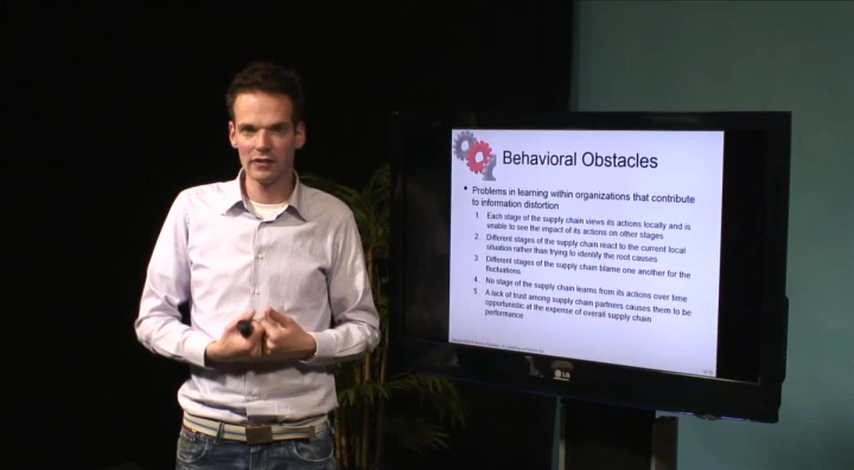 Behavioral Obstacles
• Problems in learning within organizations that contribute
to information distortion
1. Each stage of the supply chain views its actions locally and is
unable to see the impact of its actions on other stages
2. Different stages of the supply chain react to the current local
situation rather than trying to identify the root causes
3. Different stages of the supply chain blame one another for the
fluctuations
4. No stage of the supply chain learns from its actions over time
5. A lack of trust among supply chain partners causes them to be
opportunistic at the expense of overall supply chain
performance
LG